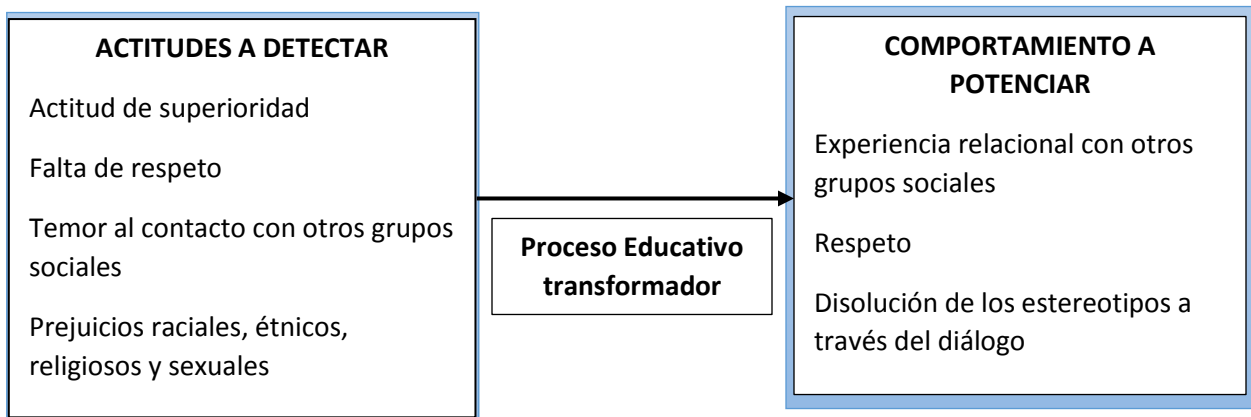 ACTITUDES A DETECTAR
Actitud de superioridad
Falta de respeto
Temor al contacto con otros grupos
sociales
Prejuicios raciales, étnicos,
religiosos y sexuales
Proceso Educativo
transformador
COMPORTAMIENTO A
POTENCIAR
Experiencia relacional con otros
grupos sociales
Respeto
Disolución de los estereotipos a
través del diálogo